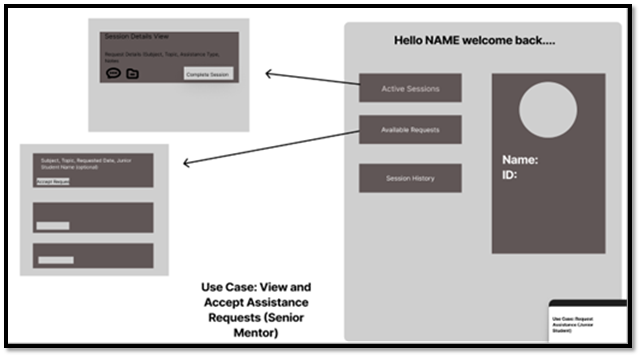 Session Details View
Request Details (Subject, Topic, Assistance Type,
Complete Session
Hello NAME welcome back....
Active Sessions
Available Requests
Session History
Name:
ID:
Subject, Topic, Requested Date, Junior
Student Name (optional)
Accept Reques
Use Case: View and
Accept Assistance
Requests (Senior
Mentor)
Use Case: Request
Assistance (Junior
Student)